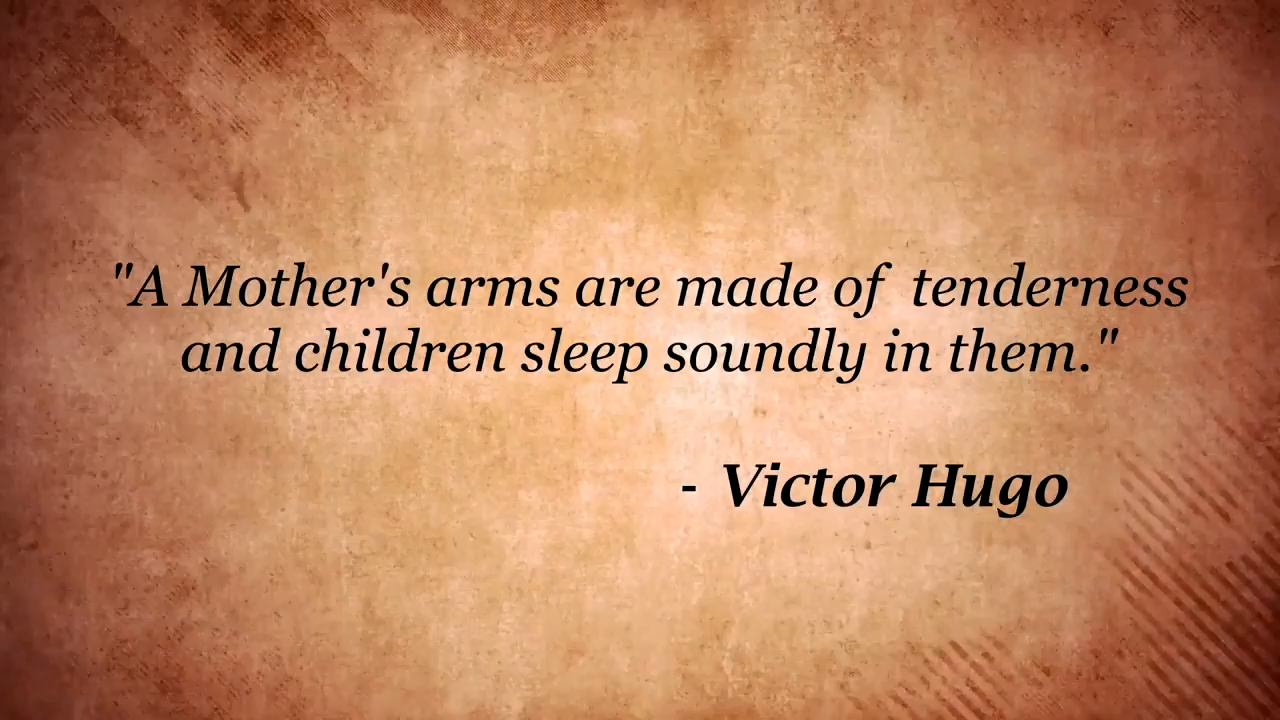 "A Mother's arms are made of  tenderness
and children sleep soundly in them."
- Victor Hugo